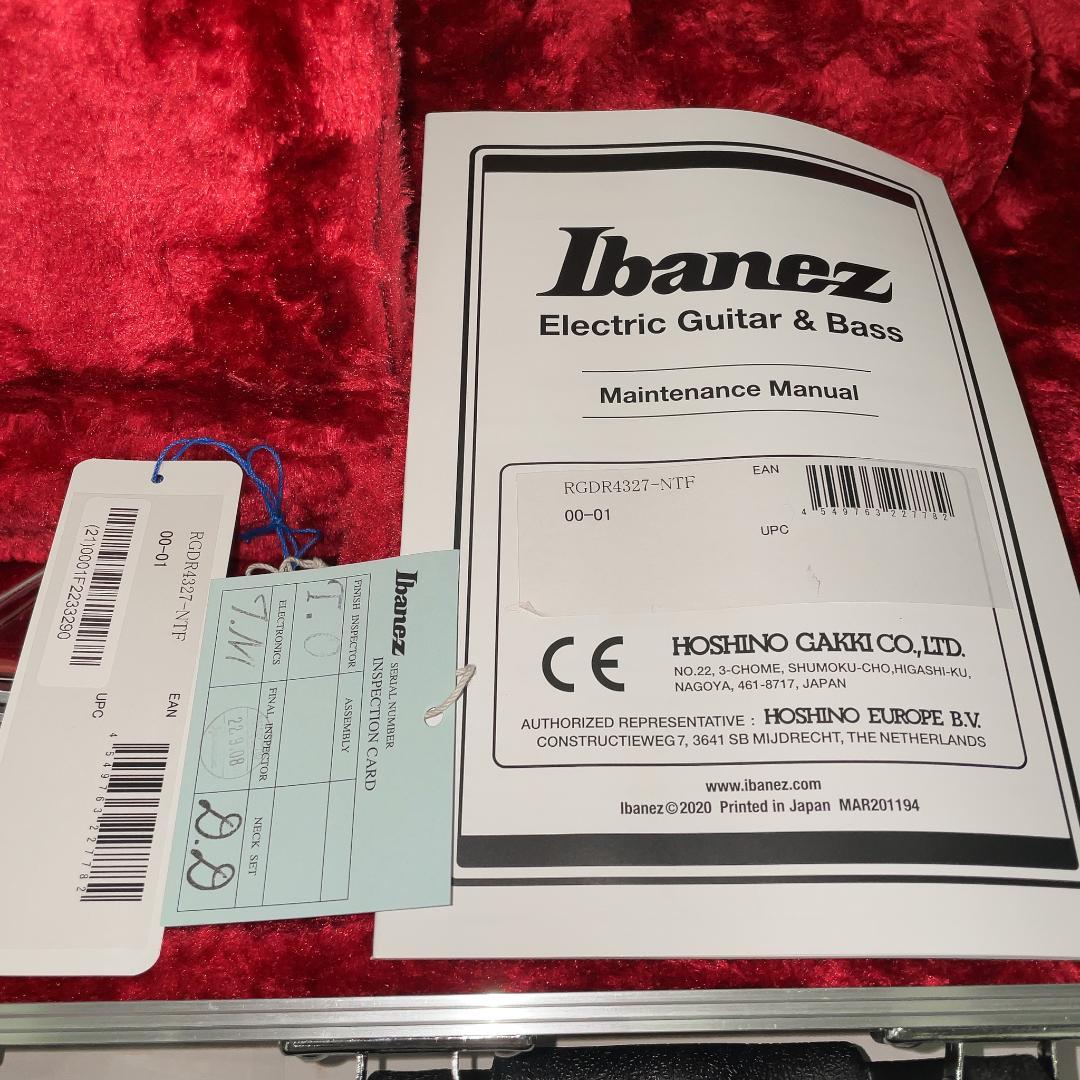 Ibanez
Electric Guitar & Bass
Maintenance Manual
RGDR4327-NTF
00-01
EAN
4 549763 227782
UPC
CE
HOSHINO GAKKI CO.,LTD.
NO.22, 3-CHOME, SHUMOKU-CHO,HIGASHI-KU,
NAGOYA, 461-8717, JAPAN
AUTHORIZED REPRESENTATIVE : HOSHINO EUROPE B.V.
CONSTRUCTIEWEG 7, 3641 SB MIJDRECHT, THE NETHERLANDS
www.ibanez.com
Ibanez©2020 Printed in Japan MAR201194
RGDR4327-NTF
00-01
(21)0001F2233290
EAN
UPC
4 549763 227782
Ibanez
SERIAL NUMBER
INSPECTION CARD
FINISH INSPECTOR
ASSEMBLY
T.O
ELECTRONICS
FINAL INSPECTOR
NECK SET
T.M
22.9.08